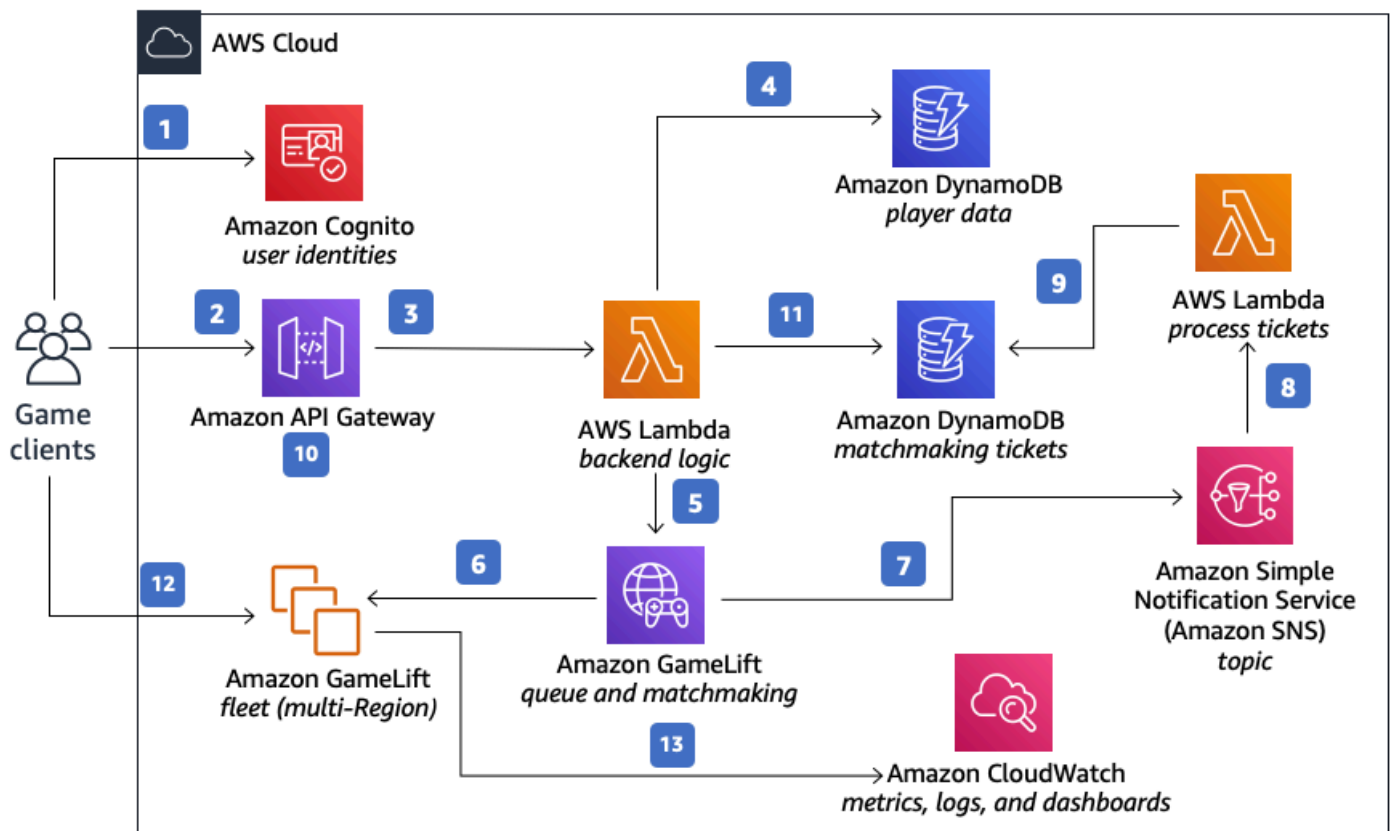 AWS Cloud
1
Amazon Cognito
user identities
2
3
</>
Amazon API Gateway
10
Game
clients
4
Amazon DynamoDB
player data
AWS Lambda
backend logic
11
Amazon DynamoDB
matchmaking tickets
9
AWS Lambda
process tickets
8
5
6
7
Amazon Simple
Notification Service
(Amazon SNS)
topic
12
Amazon GameLift
fleet (multi-Region)
Amazon GameLift
queue and matchmaking
13
Amazon CloudWatch
metrics, logs, and dashboards